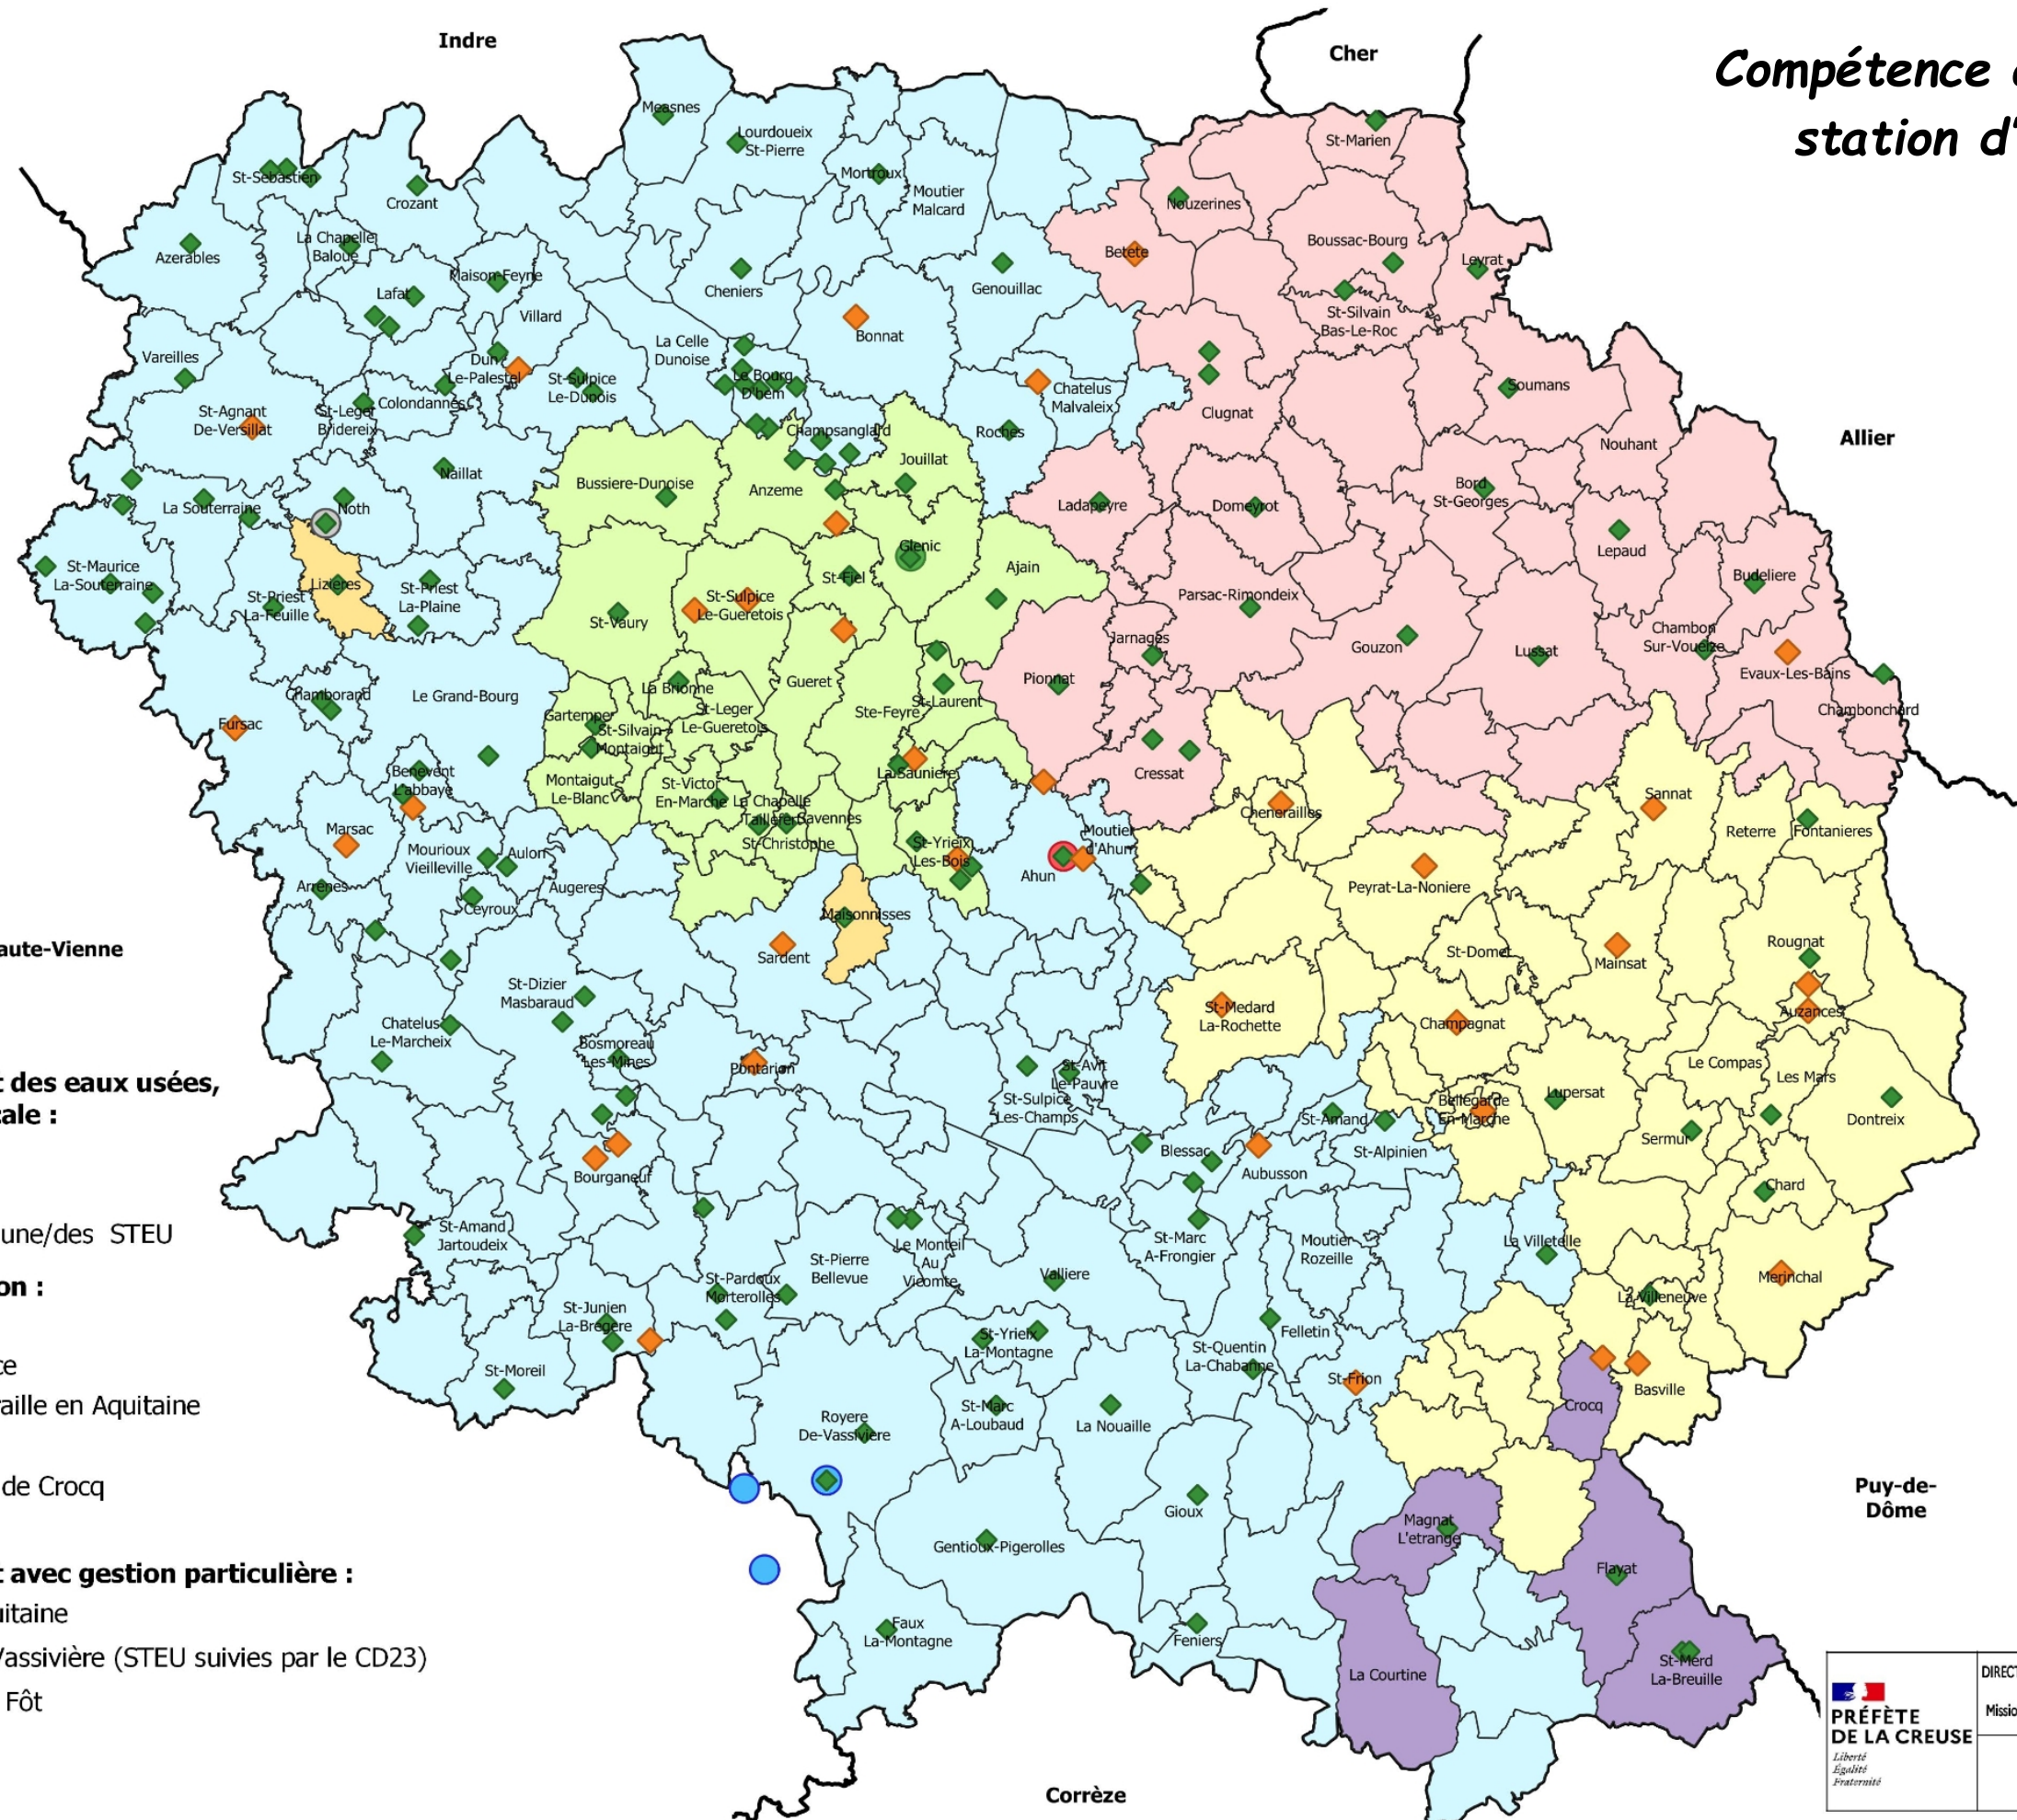 Indre
Cher
Compétence
station d'
Measnes
Lourdoueix
St-Pierre
St-Marien
St-Sebastien
Crozant
Mortroux
Moutier
Malcard
Nouzerines
La Chapelle
Baloue
Azerables
Maison-Feyne
Cheniers
Genouillac
Betete
Boussac-Bourg
Leyrat
Lafat
Villard
Bonnat
St-Silvain
Bas-Le-Roc
Vareilles
La Celle
Dunoise
Dun
Le-Palestel
St-Sulpice
Le-Dunois
Le Bourg
D'hem
Chatelus
Malvaleix
Soumans
St-Agnant
De-Versillat
St-Leger
Bridereix
Colondannes
Clugnat
Champsanglard
Roches
Nouhant
Allier
Naillat
Bussiere-Dunoise
Anzeme
Jouillat
La Souterraine
Noth
Ladapeyre
Domeyrot
Bord
St-Georges
Lepaud
St-Maurice
La-Souterraine
Lizieres
St-Priest
La-Feuille
St-Priest
La-Plaine
St-Vaury
St-Sulpice
Le-Gueretois
St-Fiel
Glenic
Ajain
Parsac-Rimondeix
Budeliere
Jarnages
Gouzon
Lussat
Chambon
Sur-Voueize
Evaux-Les-Bains
Chamborand
Le Grand-Bourg
La Brionne
Gueret
St-Laurent
Pionnat
Chambonchard
Fursac
Gartempe
St-Silvain
Montaigut
St-Leger
Le-Gueretois
Ste-Feyre
Benevent
L'abbaye
Montaigut
Le-Blanc
St-Victor
En-Marche
La Chapelle
Taillefert
Savennes
La Sauniere
Cressat
Chenerailles
Sannat
Reterre
Fontanieres
Marsac
Mourioux
Vieilleville
Aulon
St-Christophe
St-Yrieix
Les-Bois
Moutier
d'Ahun
Ahun
Arrenes
Ceyroux
Augeres
Maisonnisses
Peyrat-La-Noniere
Haute-Vienne
Sardent
St-Domet
Mainsat
Rougnat
St-Dizier
Masbaraud
St-Medard
La-Rochette
Champagnat
Auzances
Chatelus
Le-Marcheix
Bosmoreau
Les-Mines
Pontarion
St-Avit
Le-Pauvre
St-Sulpice
Les-Champs
Le Compas
Les Mars
des eaux usées,
cale :
St-Amand
Bellegarde
En-Marche
Lupersat
Sermur
Dontreix
Blessac
St-Alpinien
Bourganeuf
Aubusson
Chard
une/des STEU
St-Amand
Jartoudeix
St-Pierre
Bellevue
Le Monteil
Au
Vicomte
St-Marc
A-Frongier
Moutier
Rozeille
La Villetelle
on :
St-Pardoux
Morterolles
Valliere
La Villeneuve
Merinchal
St-Junien
La-Bregere
St-Yrieix
La-Montagne
St-Quentin
La-Chabanne
Felletin
ce
St-Moreil
St-Frion
Basville
aille en Aquitaine
Royere
De-Vassiviere
St-Marc
A-Loubaud
La Nouaille
Crocq
de Crocq
Gioux
Puy-de-
Dôme
Magnat
L'etrange
Gentioux-Pigerolles
avec gestion particulière :
Flayat
uitaine
Faux
La-Montagne
Feniers
Vassivière (STEU suivies par le CD23)
La Courtine
St-Merd
La-Breuille
Fôt
DIRECT
Missio
PRÉFÈTE
DE LA CREUSE
Liberté
Égalité
Fraternité
Corrèze